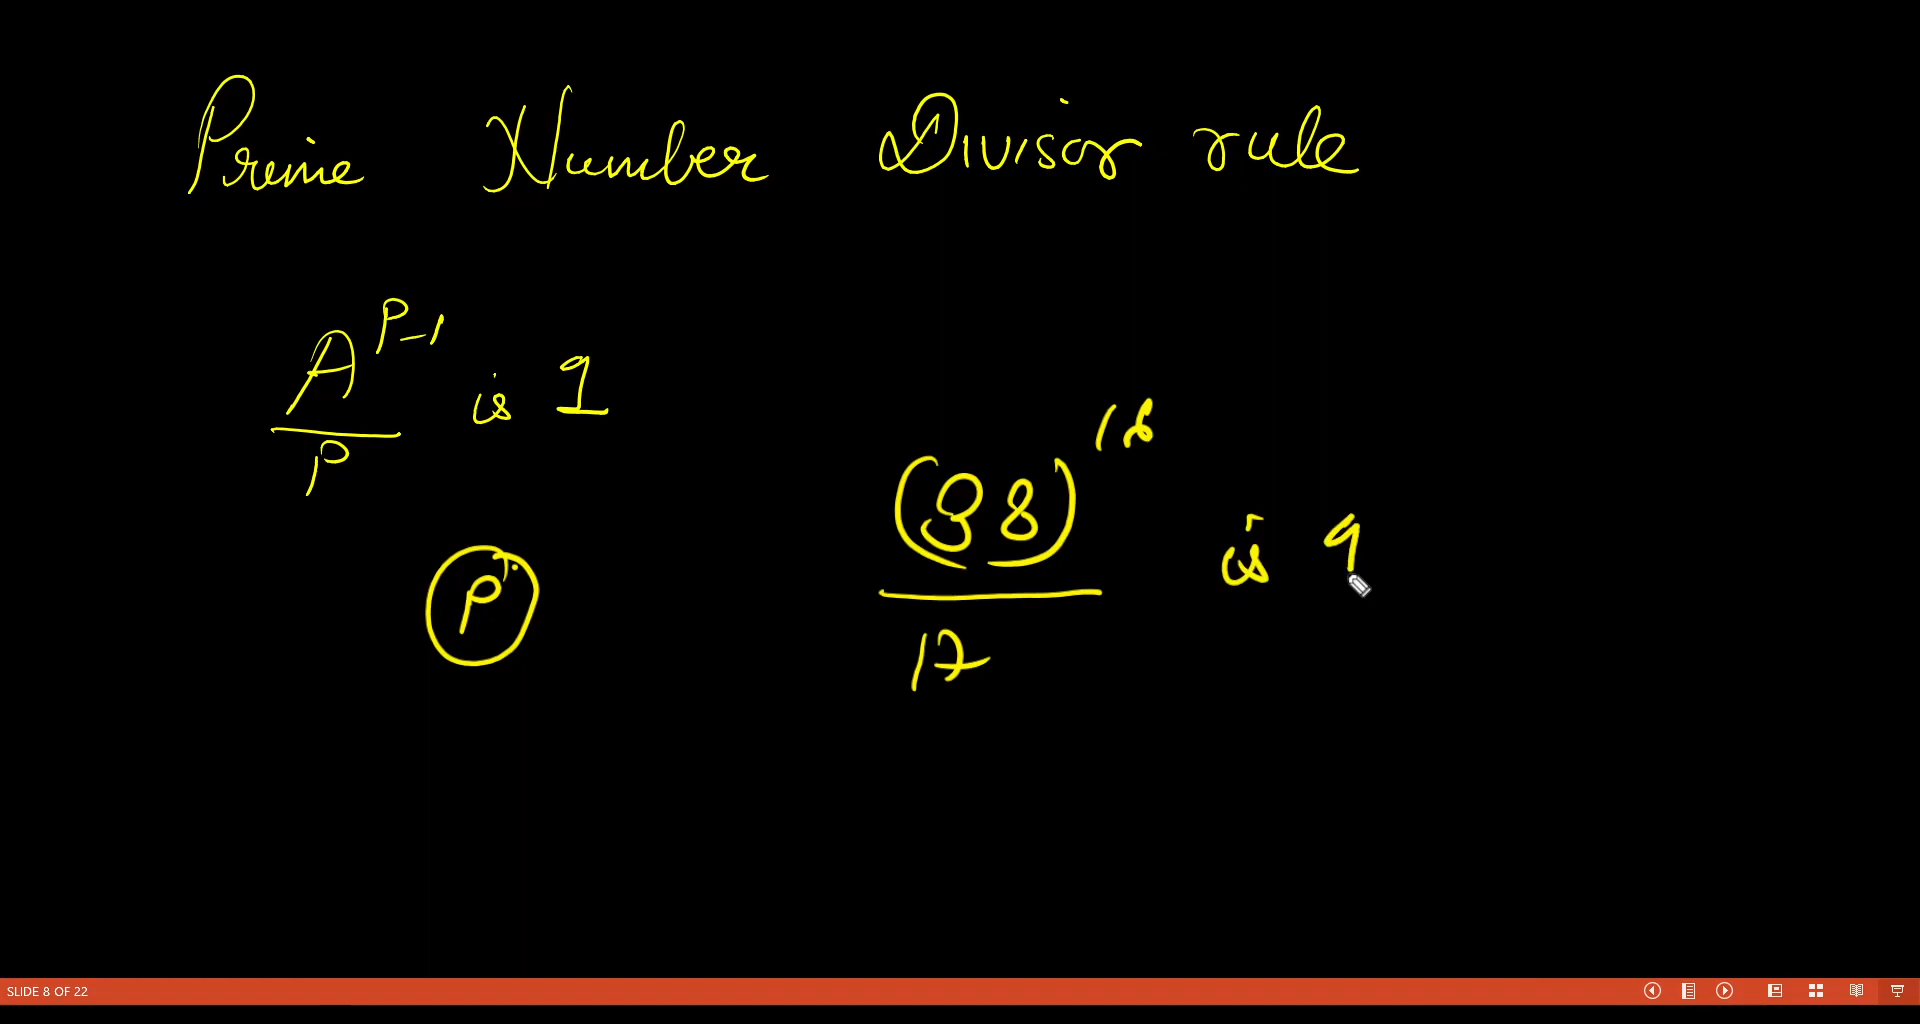 Prime Number Divisor rule
A^{P-1}/P is 1
P
(38)^{16}/17 is 1
SLIDE 8 OF 22